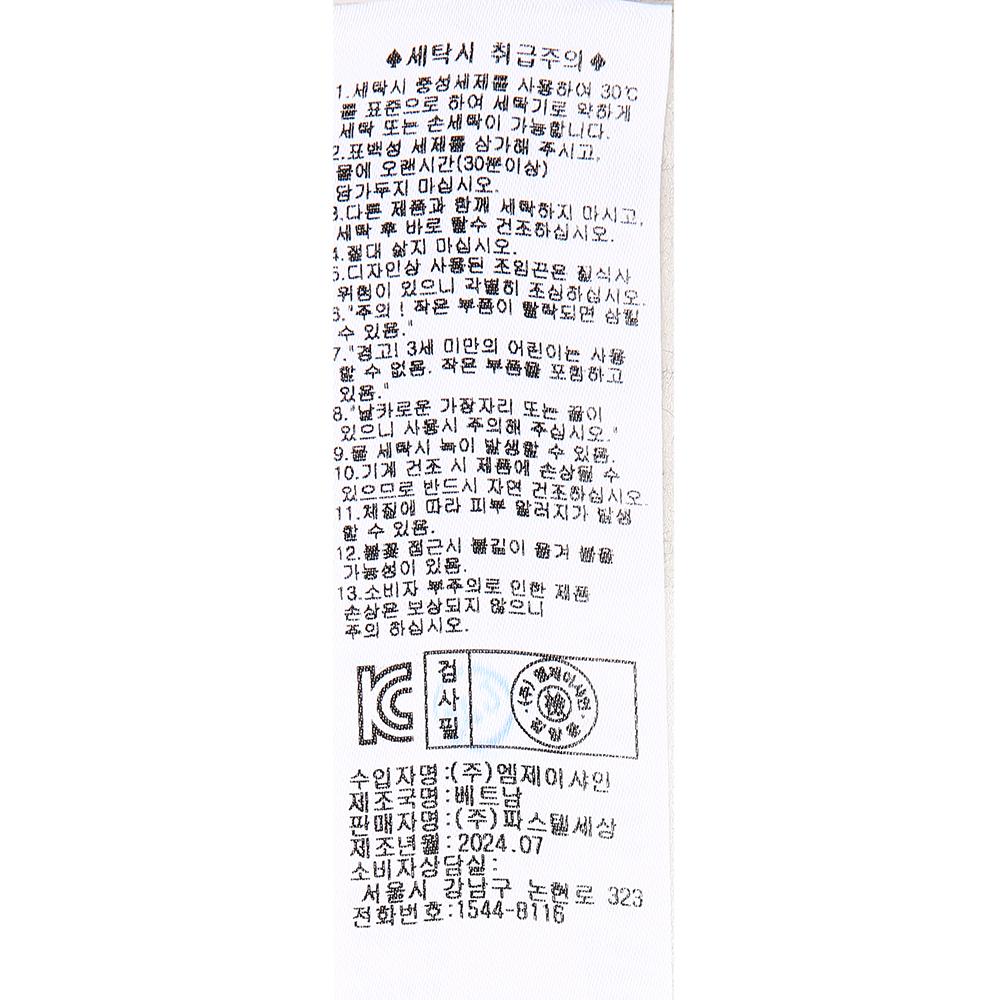 ♠세탁시 취급주의♠
1.세탁시 중성세제를 사용하여 30℃
를 표준으로 하여 세탁기로 약하게
세탁 또는 손세탁이 가능합니다.
2.표백성 세제를 삼가해 주시고,
물에 오랜시간(30분이상)
담가두지 마십시오.
3.다른 제품과 함께 세탁하지 마시고,
세탁 후 바로 탈수 건조하십시오.
4.절대 삶지 마십시오.
5.디자인상 사용된 조임끈은 질식사
위험이 있으니 각별히 조심하십시오.
6."주의! 작은 부품이 탈락되면 삼킬
수 있음."
7."경고! 3세 미만의 어린이는 사용
할 수 없음. 작은 부품을 포함하고
있음."
8."날카로운 가장자리 또는 끝이
있으니 사용시 주의해 주십시오."
9.물 세탁시 녹이 발생할 수 있음.
10.기계 건조 시 제품에 손상될 수
있으므로 반드시 자연 건조하십시오.
11.체질에 따라 피부 알러지가 발생
할 수 있음.
12.불꽃 접근시 불길이 옮겨 붙을
가능성이 있음.
13.소비자 부주의로 인한 제품
손상은 보상되지 않으니
주의 하십시오.
KC
검사필
(주)엠제이샤인
檢
수입자명:(주)엠제이샤인
제조국명:베트남
판매자명:(주)파스텔세상
제조년월:2024.07
소비자상담실:
서울시 강남구 논현로 323
전화번호:1544-8116